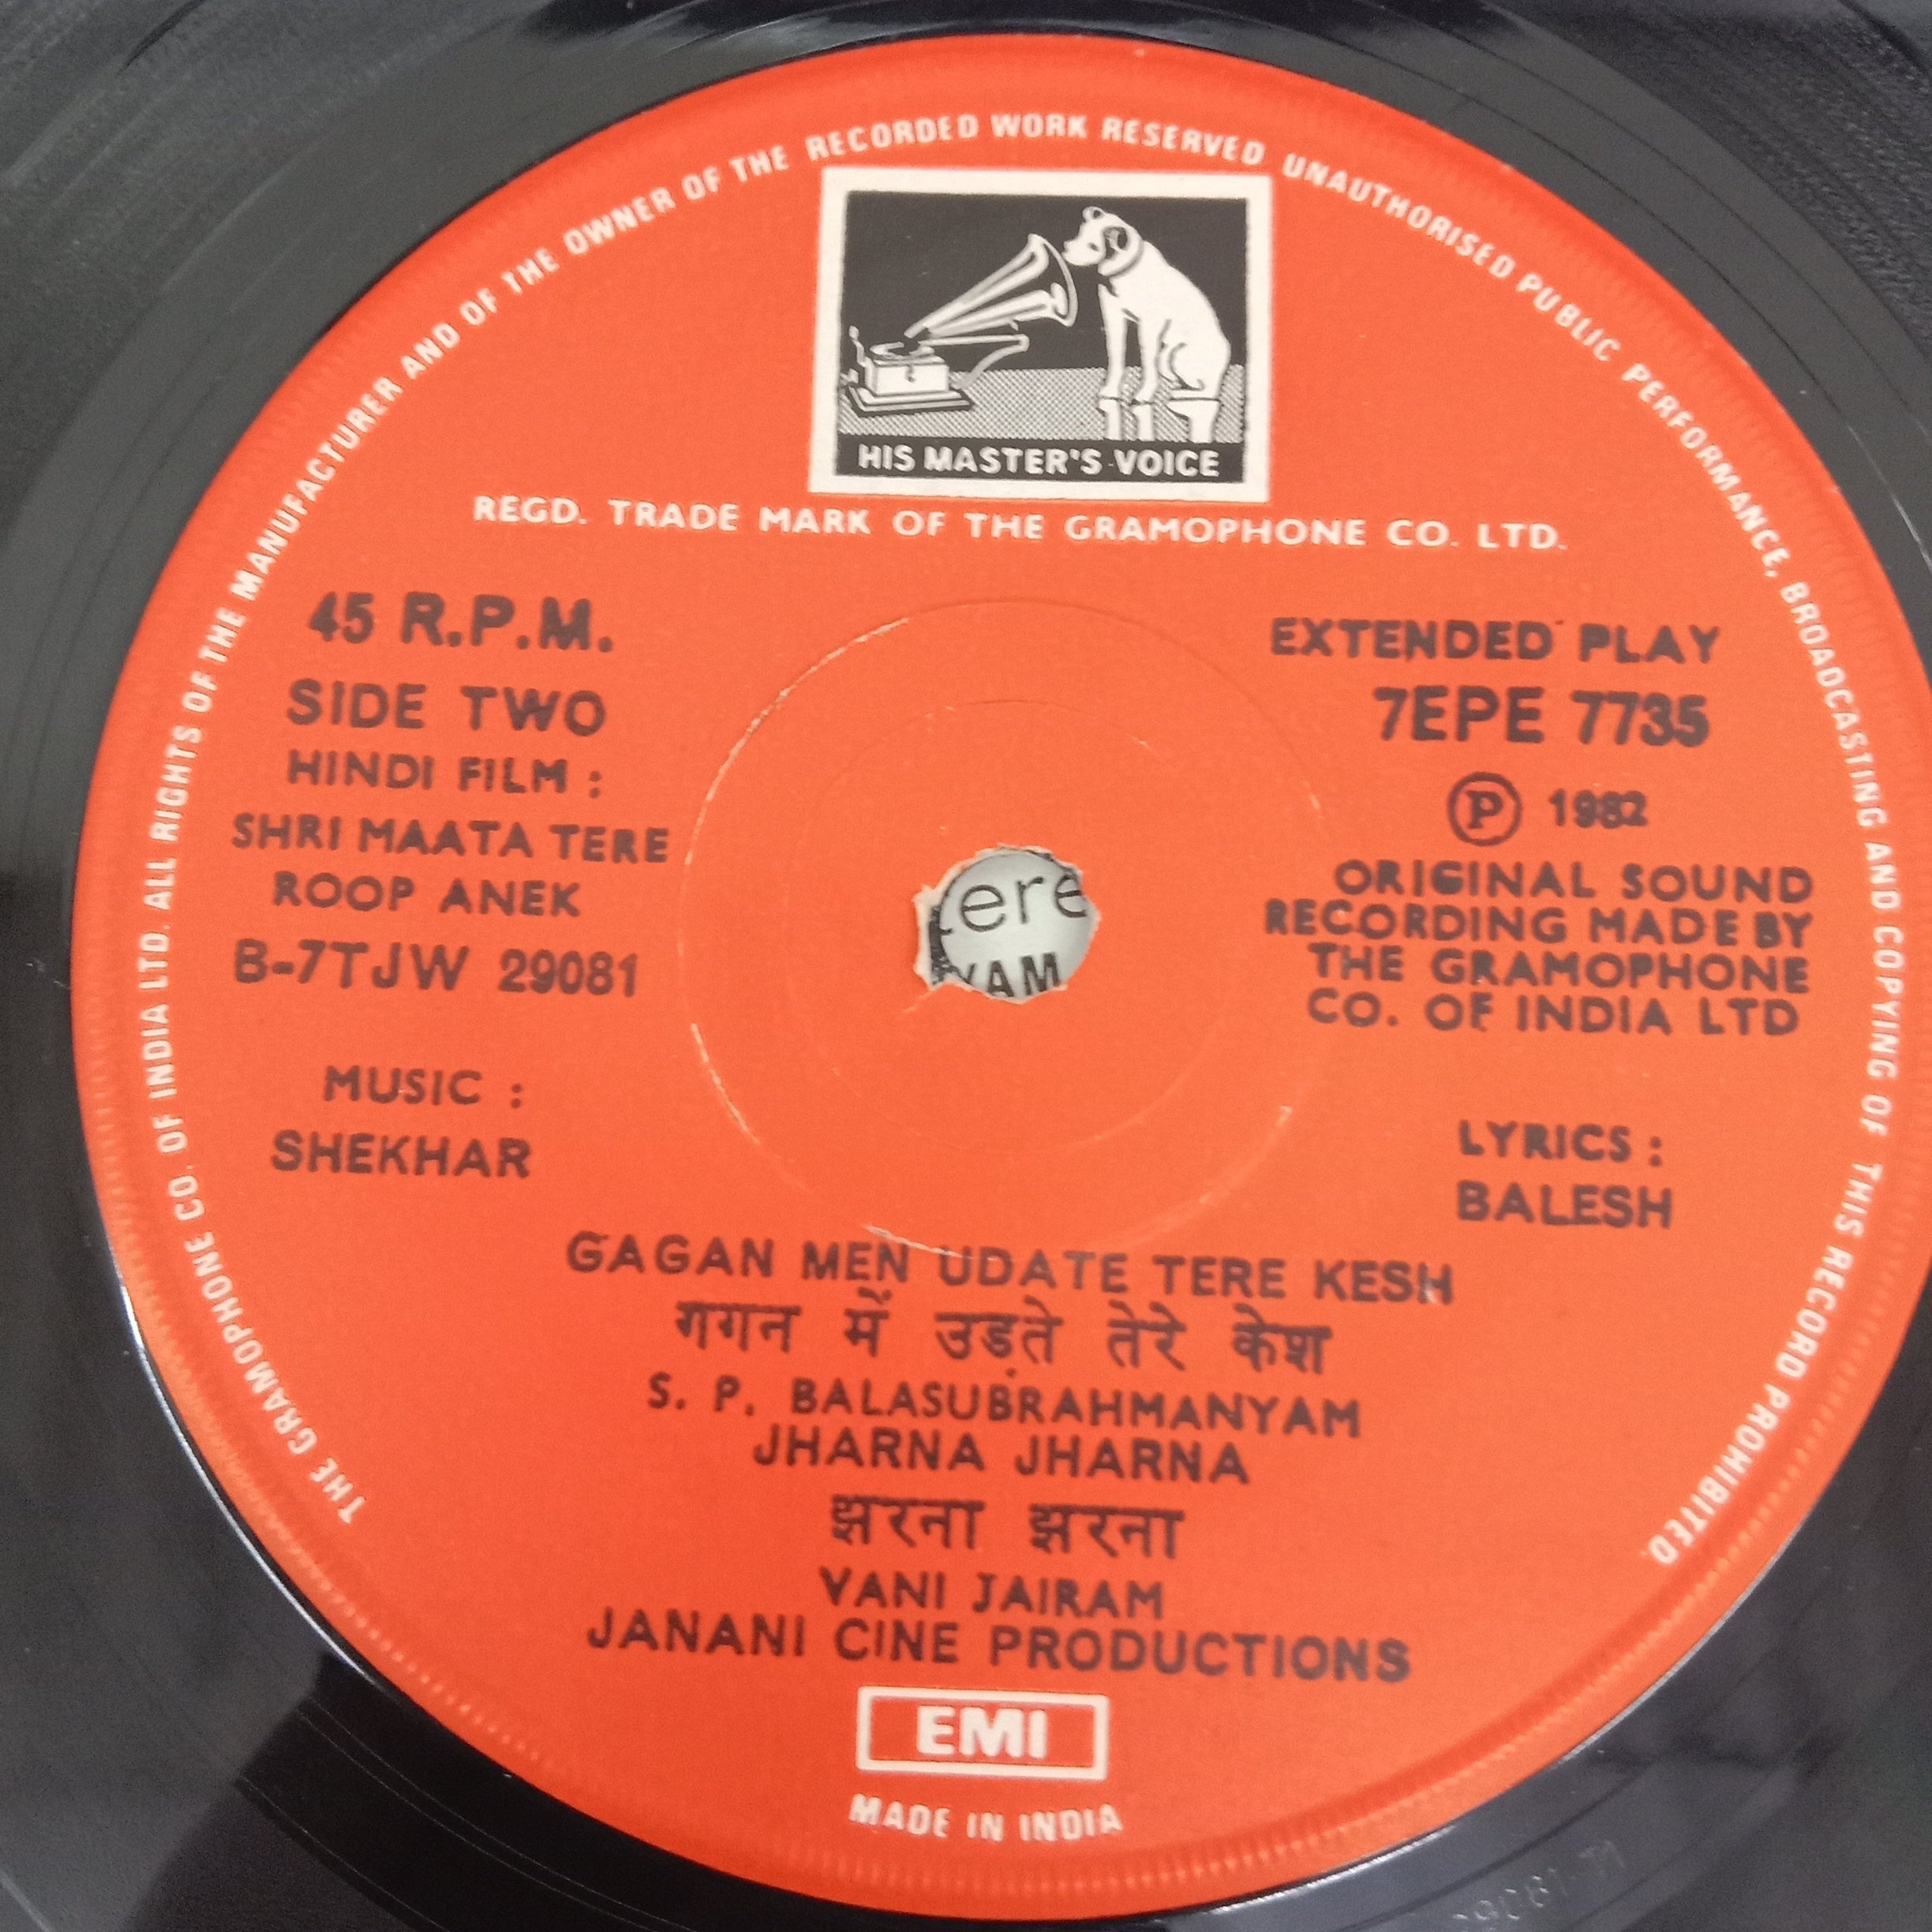 THE GRAMOPHONE CO. OF INDIA LTD. ALL RIGHTS OF THE MANUFACTURER AND OF THE OWNER OF THE RECORDED WORK RESERVED UNAUTHORISED PUBLIC PERFORMANCE, BROADCASTING AND COPYING OF THIS RECORD PROHIBITED.
HIS MASTER'S VOICE
REGD. TRADE MARK OF THE GRAMOPHONE CO. LTD.
45 R.P.M.
SIDE TWO
HINDI FILM :
SHRI MAATA TERE
ROOP ANEK
B-7TJW 29081
EXTENDED PLAY
7EPE 7735
Ⓟ 1982
ORIGINAL SOUND
RECORDING MADE BY
THE GRAMOPHONE
CO. OF INDIA LTD
ere
YAM
MUSIC :
SHEKHAR
LYRICS :
BALESH
GAGAN MEN UDATE TERE KESH
गगन में उड़ते तेरे केश
S. P. BALASUBRAHMANYAM
JHARNA JHARNA
झरना झरना
VANI JAIRAM
JANANI CINE PRODUCTIONS
EMI
MADE IN INDIA